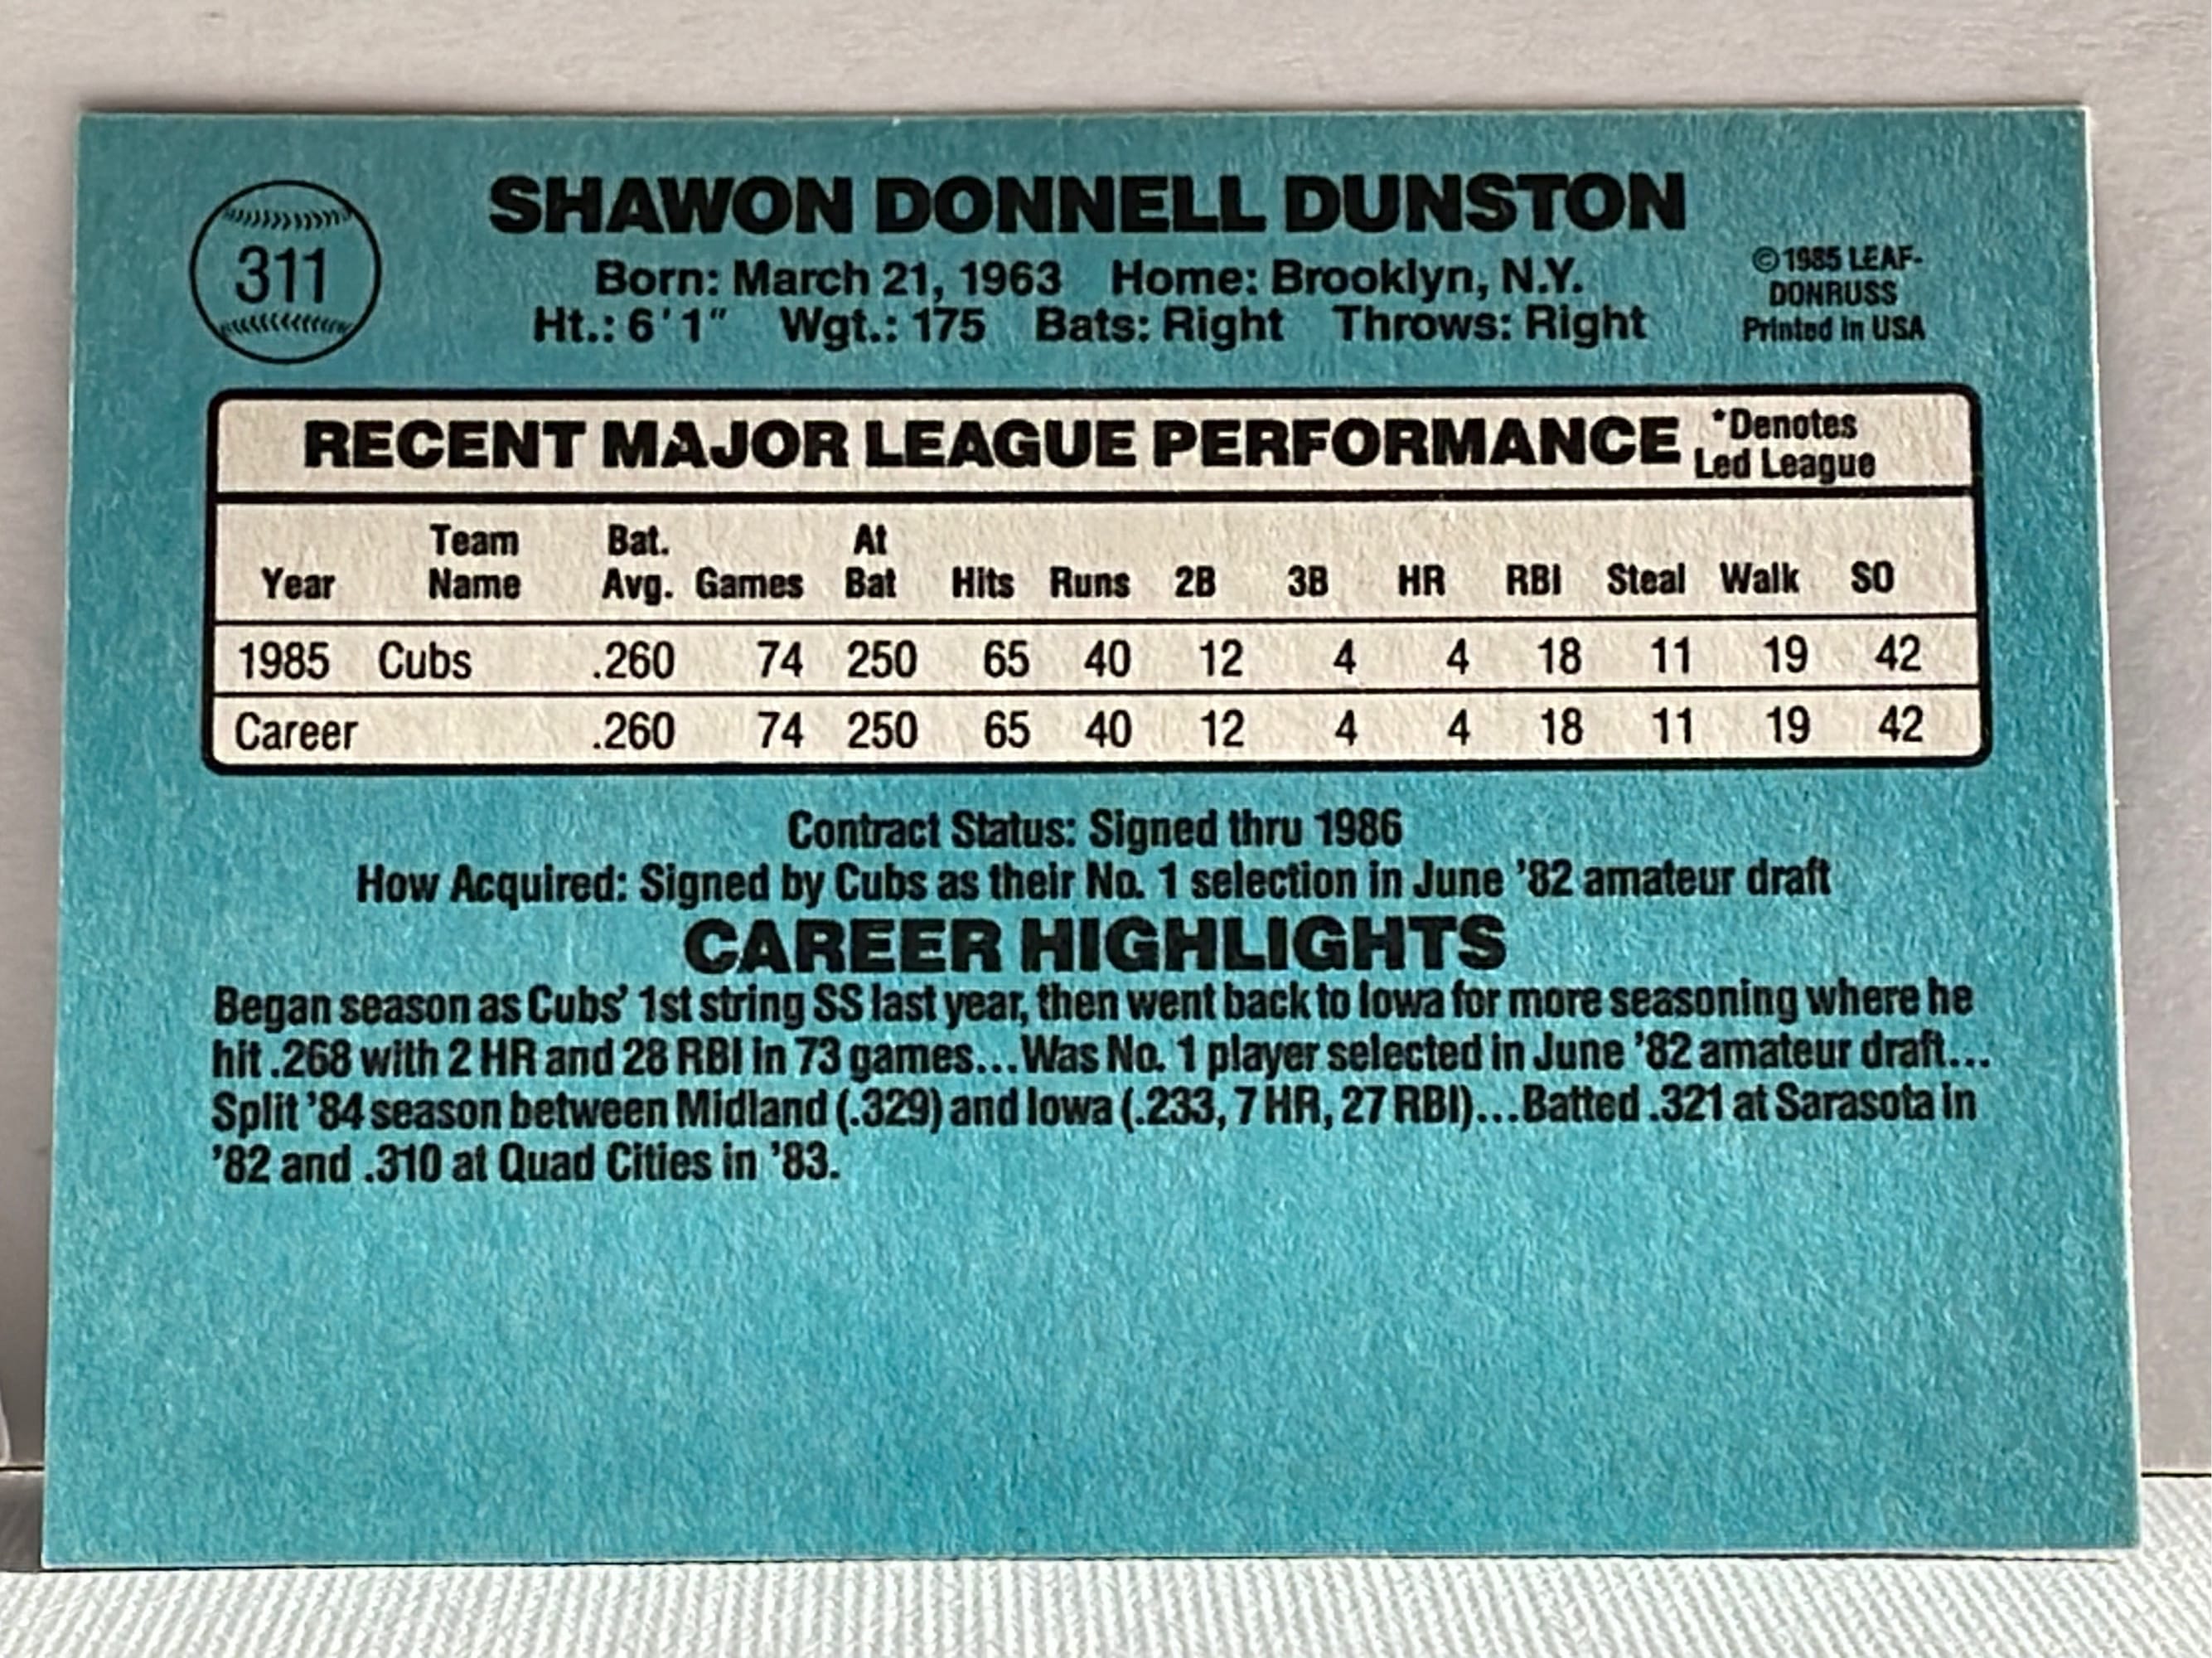 311
SHAWON DONNELL DUNSTON
Born: March 21, 1963 Home: Brooklyn, N.Y.
Ht.: 6'1" Wgt.: 175 Bats: Right Throws: Right
©1985 LEAF-
DONRUSS
Printed in USA
RECENT MAJOR LEAGUE PERFORMANCE
*Denotes
Led League
Year Team Name Bat. Avg. Games At Bat Hits Runs 2B 3B HR RBI Steal Walk SO
1985 Cubs .260 74 250 65 40 12 4 4 18 11 19 42
Career .260 74 250 65 40 12 4 4 18 11 19 42
Contract Status: Signed thru 1986
How Acquired: Signed by Cubs as their No. 1 selection in June '82 amateur draft
CAREER HIGHLIGHTS
Began season as Cubs' 1st string SS last year, then went back to Iowa for more seasoning where he
hit .268 with 2 HR and 28 RBI in 73 games...Was No. 1 player selected in June '82 amateur draft...
Split '84 season between Midland (.329) and Iowa (.233, 7 HR, 27 RBI)...Batted .321 at Sarasota in
'82 and .310 at Quad Cities in '83.